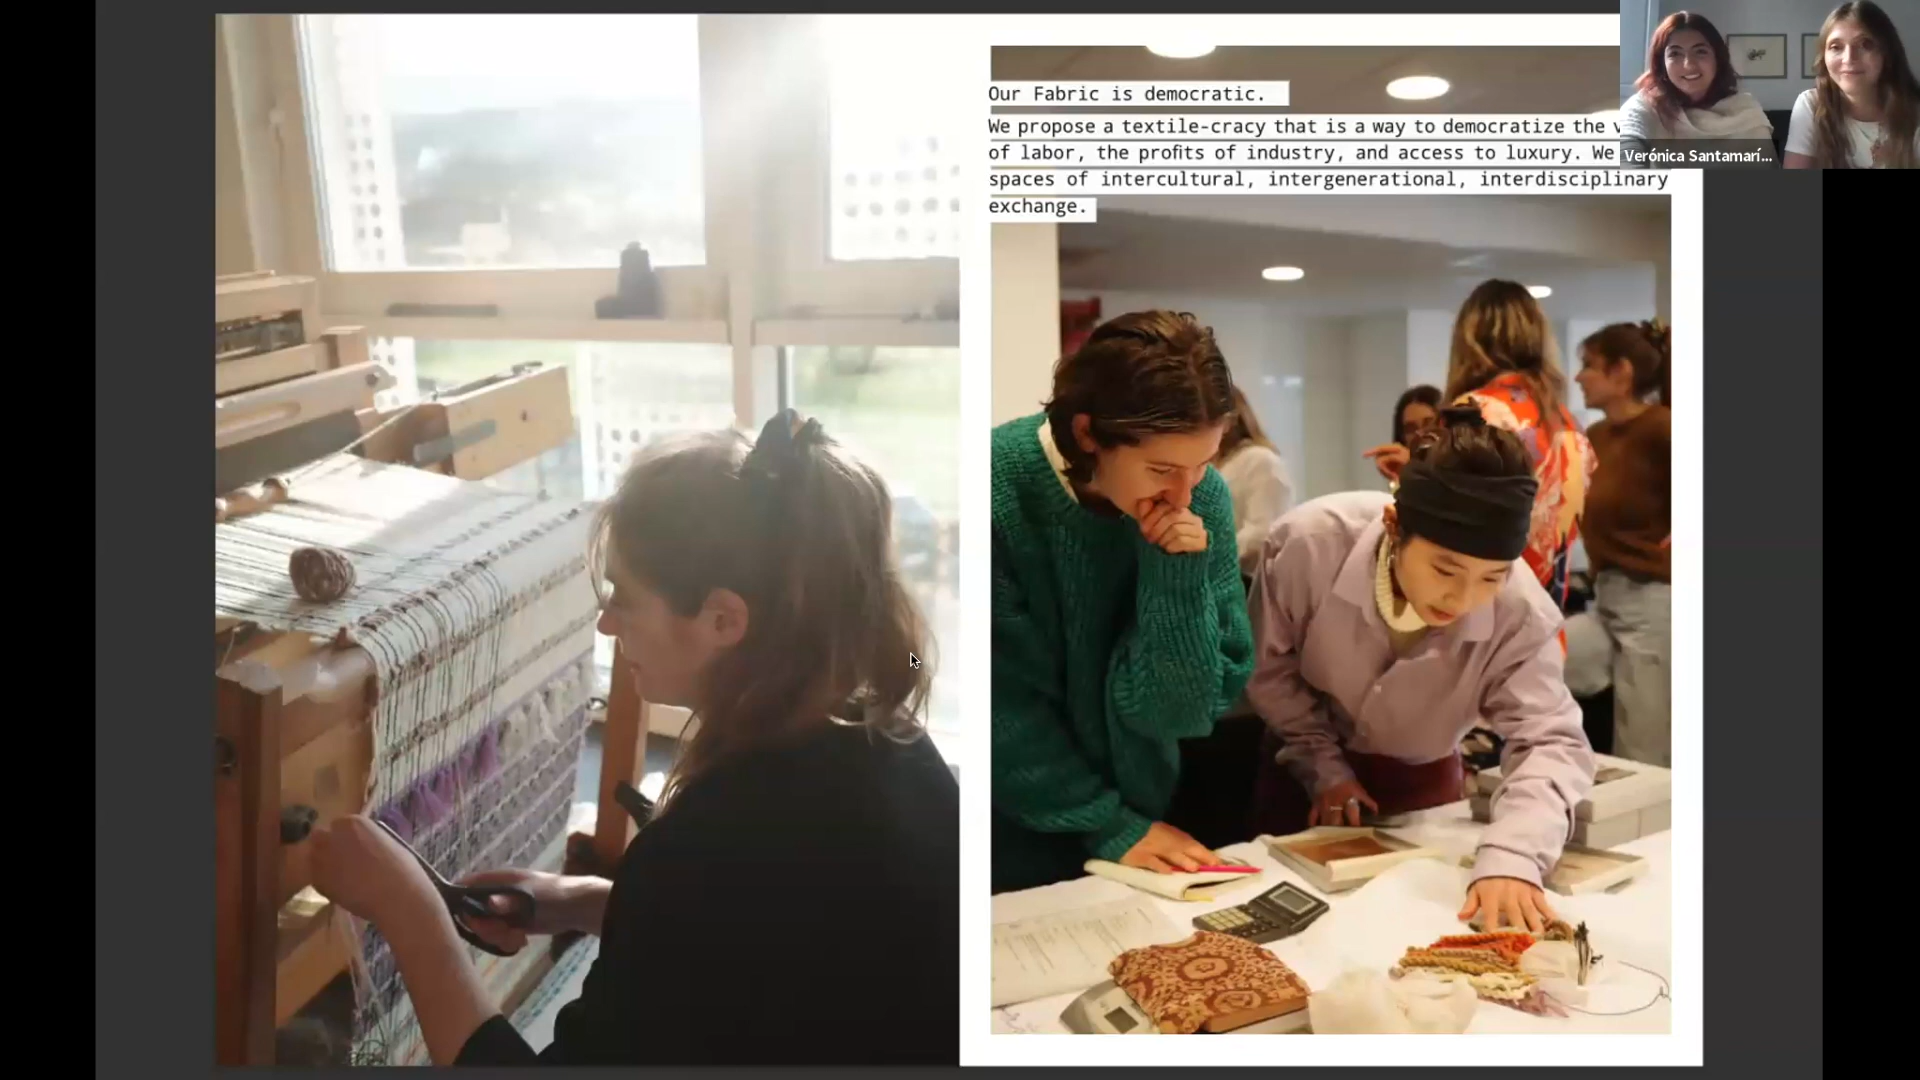 Our Fabric is democratic.
We propose a textile-cracy that is a way to democratize the
of labor, the profits of industry, and access to luxury. We
spaces of intercultural, intergenerational, interdisciplinary
exchange.
Verónica Santamarí...